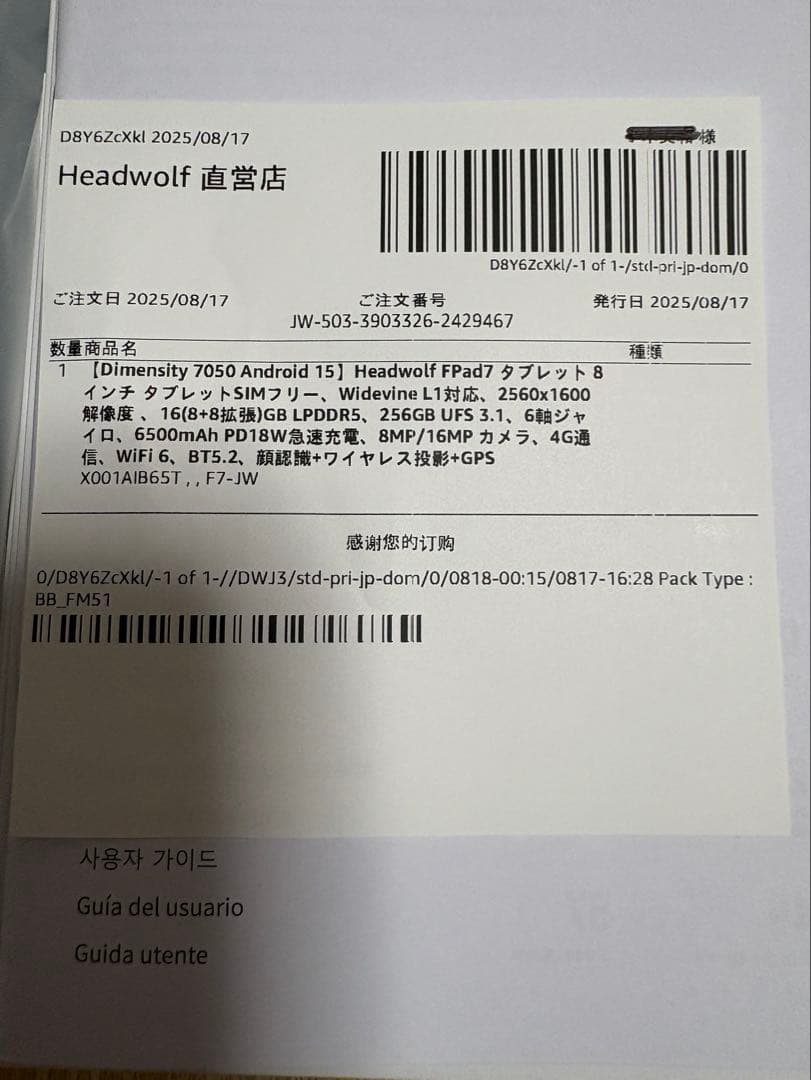 D8Y6ZcXkl 2025/08/17
様
Headwolf 直営店
D8Y6ZcXkl/-1 of 1-/std-pri-jp-dom/0
ご注文日 2025/08/17
ご注文番号
発行日 2025/08/17
JW-503-3903326-2429467
数量商品名 種類
1 【Dimensity 7050 Android 15】Headwolf FPad7 タブレット 8
インチ タブレットSIMフリー、Widevine L1対応、2560x1600
解像度 、16(8+8拡張)GB LPDDR5、256GB UFS 3.1、6軸ジャ
イロ、6500mAh PD18W急速充電、8MP/16MP カメラ、4G通
信、WiFi 6、BT5.2、顔認識+ワイヤレス投影+GPS
X001AIB65T , , F7-JW
感谢您的订购
0/D8Y6ZcXkl/-1 of 1-//DWJ3/std-pri-jp-dom/0/0818-00:15/0817-16:28 Pack Type :
BB_FM51
사용자 가이드
Guía del usuario
Guida utente